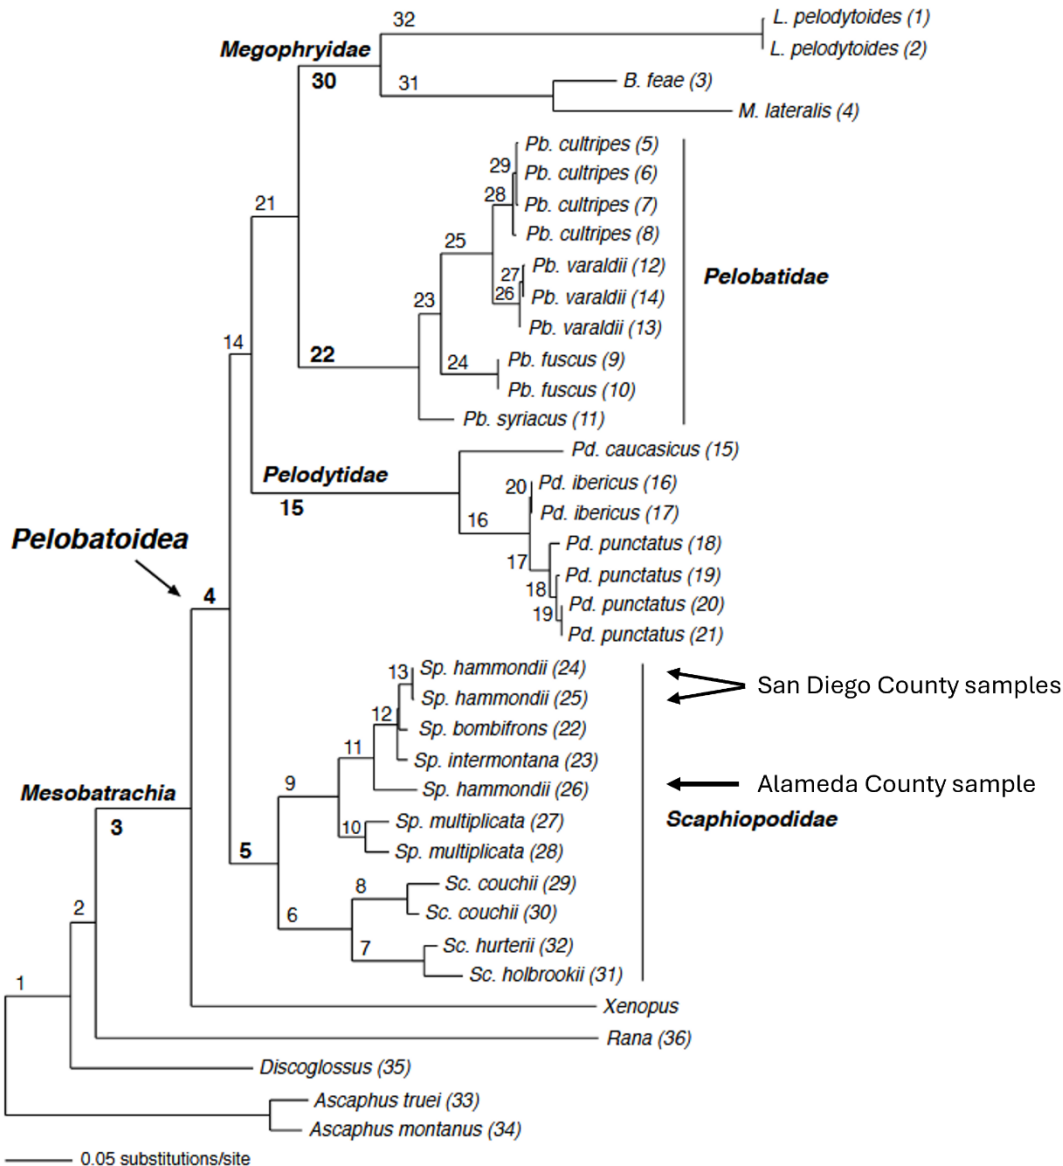 32
L. pelodytoides (1)
L. pelodytoides (2)
Megophryidae
30
31
B. feae (3)
M. lateralis (4)
Pb. cultripes (5)
29
Pb. cultripes (6)
28
Pb. cultripes (7)
21
Pb. cultripes (8)
25
Pb. varaldii (12)
27
Pelobatidae
26
Pb. varaldii (14)
23
Pb. varaldii (13)
14
22
24
Pb. fuscus (9)
Pb. fuscus (10)
Pb. syriacus (11)
Pd. caucasicus (15)
Pelodytidae
15
20
Pd. ibericus (16)
16
Pd. ibericus (17)
Pelobatoidea
Pd. punctatus (18)
17
Pd. punctatus (19)
18
4
Pd. punctatus (20)
19
Pd. punctatus (21)
13
Sp. hammondii (24)
San Diego County samples
Sp. hammondii (25)
12
Sp. bombifrons (22)
11
Sp. intermontana (23)
9
Sp. hammondii (26)
Alameda County sample
Mesobatrachia
3
Scaphiopodidae
10
Sp. multiplicata (27)
5
Sp. multiplicata (28)
8
Sc. couchii (29)
2
6
Sc. couchii (30)
7
Sc. hurterii (32)
Sc. holbrookii (31)
1
Xenopus
Rana (36)
Discoglossus (35)
Ascaphus truei (33)
Ascaphus montanus (34)
0.05 substitutions/site